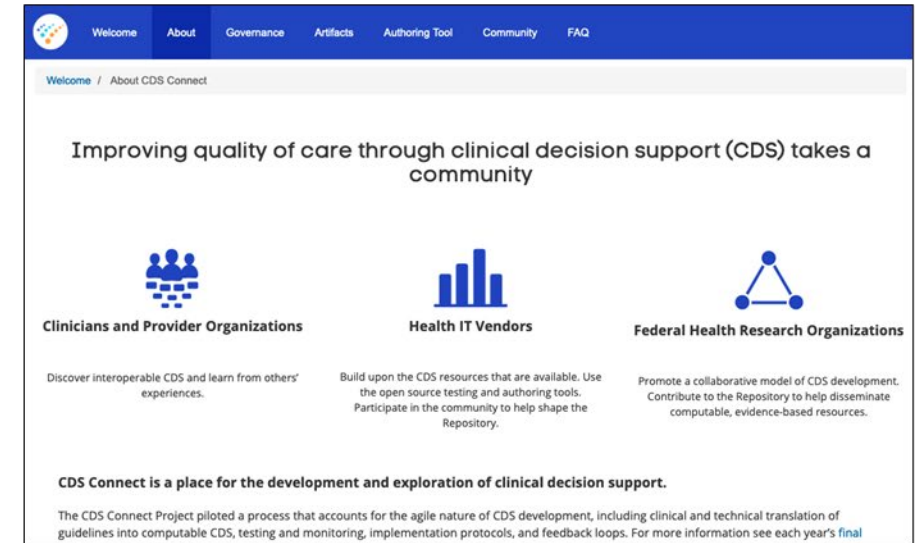 Welcome About Governance Artifacts Authoring Tool Community FAQ
Welcome / About CDS Connect
Improving quality of care through clinical decision support (CDS) takes a
community
Clinicians and Provider Organizations
Discover interoperable CDS and learn from others'
experiences.
Health IT Vendors
Build upon the CDS resources that are available. Use
the open source testing and authoring tools.
Participate in the community to help shape the
Repository.
Federal Health Research Organizations
Promote a collaborative model of CDS development.
Contribute to the Repository to help disseminate
computable, evidence-based resources.
CDS Connect is a place for the development and exploration of clinical decision support.
The CDS Connect Project piloted a process that accounts for the agile nature of CDS development, including clinical and technical translation of
guidelines into computable CDS, testing and monitoring, implementation protocols, and feedback loops. For more information see each year's final